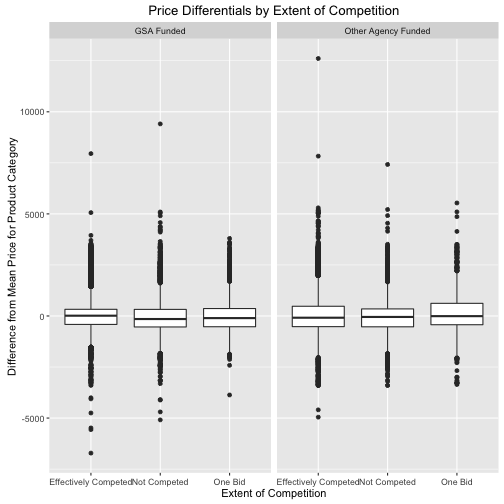 Price Differentials by Extent of Competition
GSA Funded
Other Agency Funded
Difference from Mean Price for Product Category
10000
5000
0
-5000
Effectively Competed
Not Competed
One Bid
Effectively Competed
Not Competed
One Bid
Extent of Competition